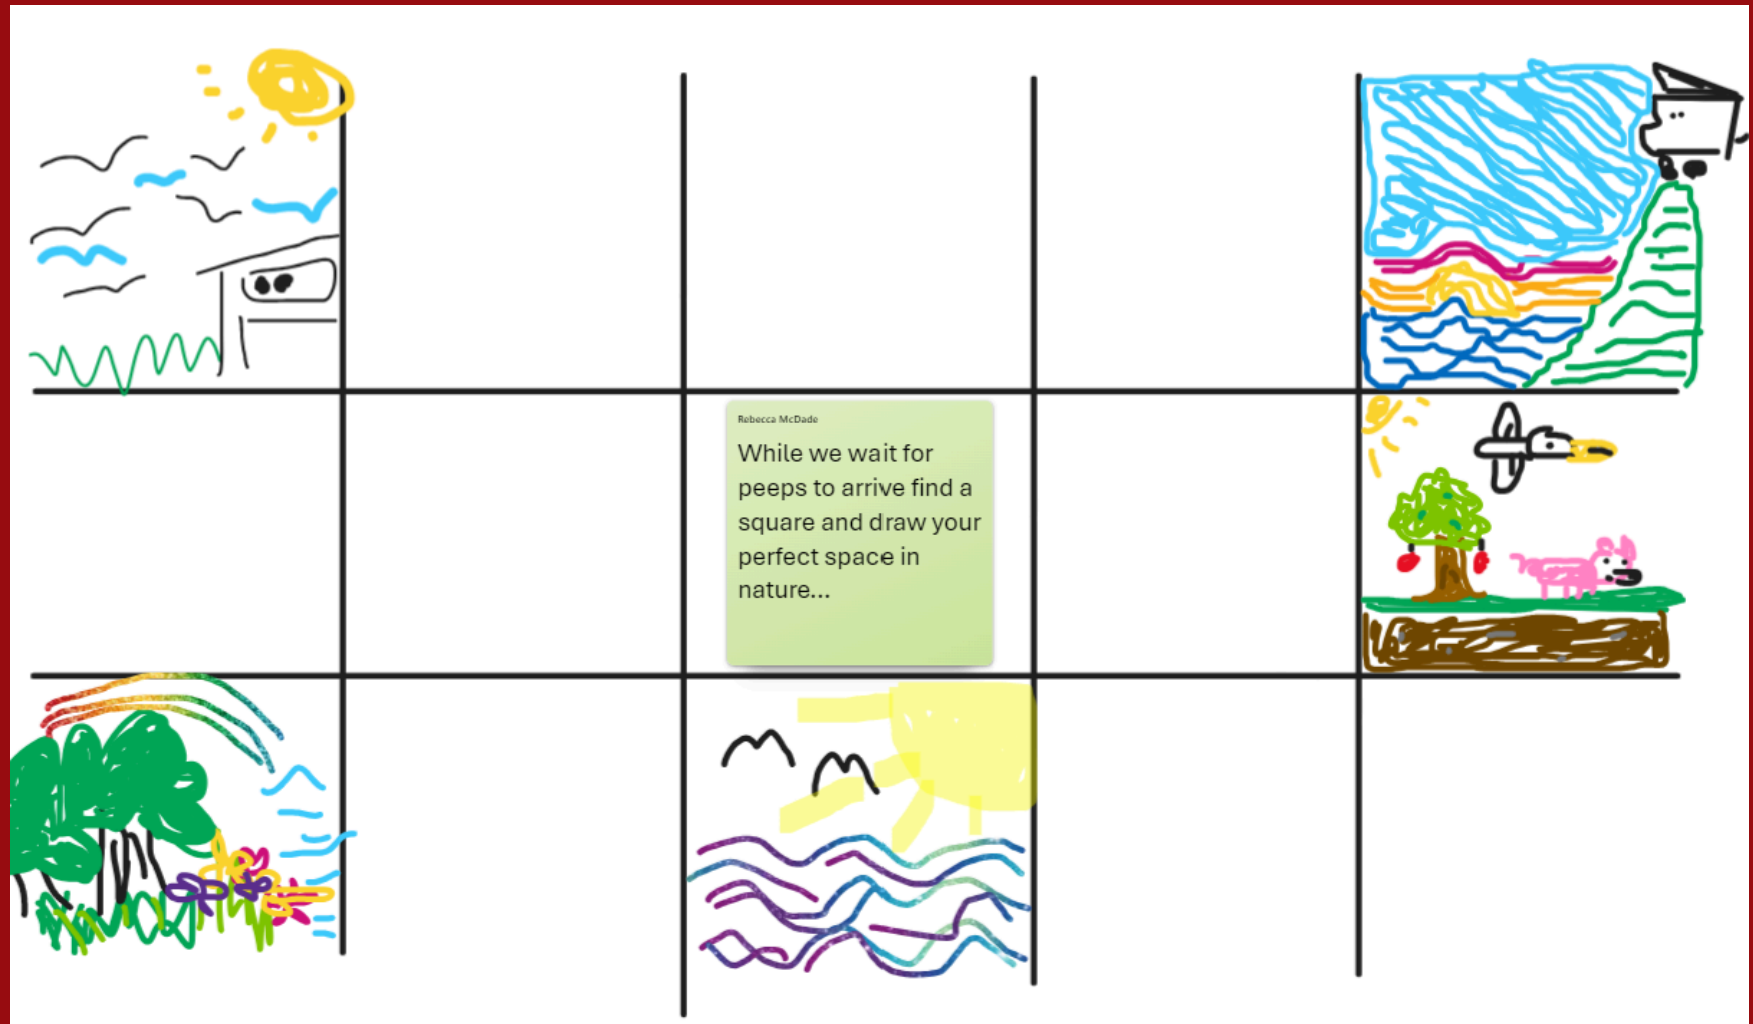 Rebecca McDade
While we wait for
peeps to arrive find a
square and draw your
perfect space in
nature...